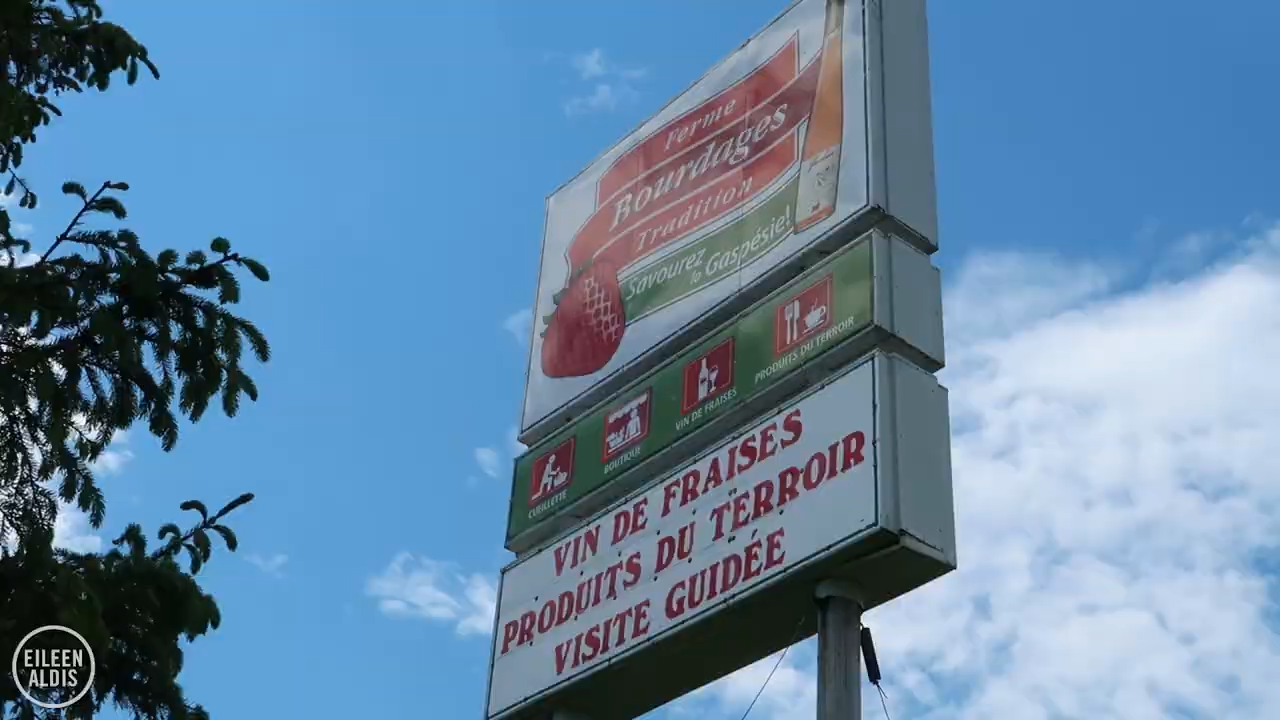 Ferme
Bourdages
Tradition
Savourez
la Gaspésie!
CUEILLETTE
BOUTIQUE
VIN DE FRAISES
PRODUITS DU TERROIR
VIN DE FRAISES
PRODUITS DU TERROIR
VISITE GUIDÉE
EILEEN
ALDIS